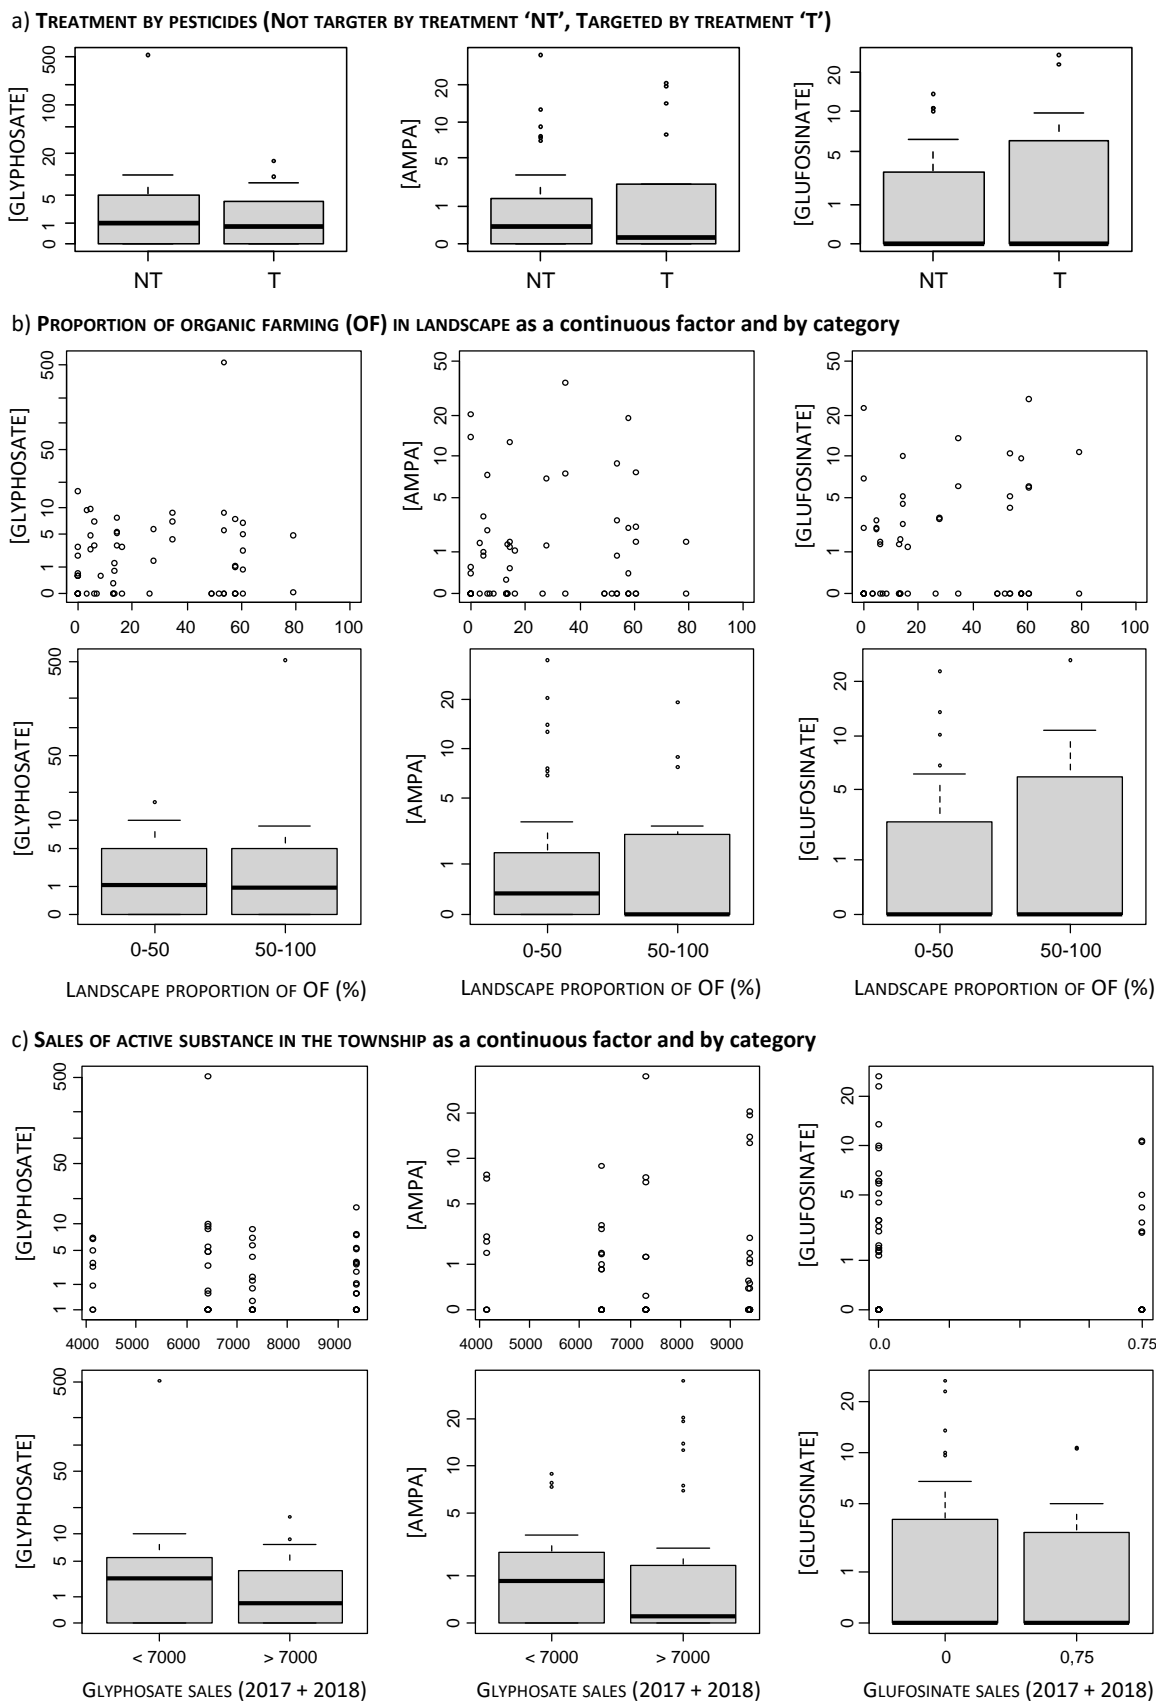 a) TREATMENT BY PESTICIDES (NOT TARGTER BY TREATMENT ‘NT’, TARGETED BY TREATMENT ‘T’)
[GLYPHOSATE]
500
100
20
5
1
0
NT T
[AMPA]
20
10
5
1
0
NT T
[GLUFOSINATE]
20
10
5
1
0
NT T
b) PROPORTION OF ORGANIC FARMING (OF) IN LANDSCAPE as a continuous factor and by category
[GLYPHOSATE]
500
50
10
5
1
0
0 20 40 60 80 100
[AMPA]
50
20
10
5
1
0
0 20 40 60 80 100
[GLUFOSINATE]
50
20
10
5
1
0
0 20 40 60 80 100
[GLYPHOSATE]
500
50
10
5
1
0
0-50 50-100
LANDSCAPE PROPORTION OF OF (%)
[AMPA]
20
10
5
1
0
0-50 50-100
LANDSCAPE PROPORTION OF OF (%)
[GLUFOSINATE]
20
10
5
1
0
0-50 50-100
LANDSCAPE PROPORTION OF OF (%)
c) SALES OF ACTIVE SUBSTANCE IN THE TOWNSHIP as a continuous factor and by category
[GLYPHOSATE]
500
50
10
5
1
1
4000 5000 6000 7000 8000 9000
[AMPA]
20
10
5
1
0
4000 5000 6000 7000 8000 9000
[GLUFOSINATE]
20
10
5
1
0
0.0 0.75
[GLYPHOSATE]
500
50
10
5
1
0
< 7000 > 7000
GLYPHOSATE SALES (2017 + 2018)
[AMPA]
10
5
1
0
< 7000 > 7000
GLYPHOSATE SALES (2017 + 2018)
[GLUFOSINATE]
20
10
5
1
0
0 0,75
GLUFOSINATE SALES (2017 + 2018)